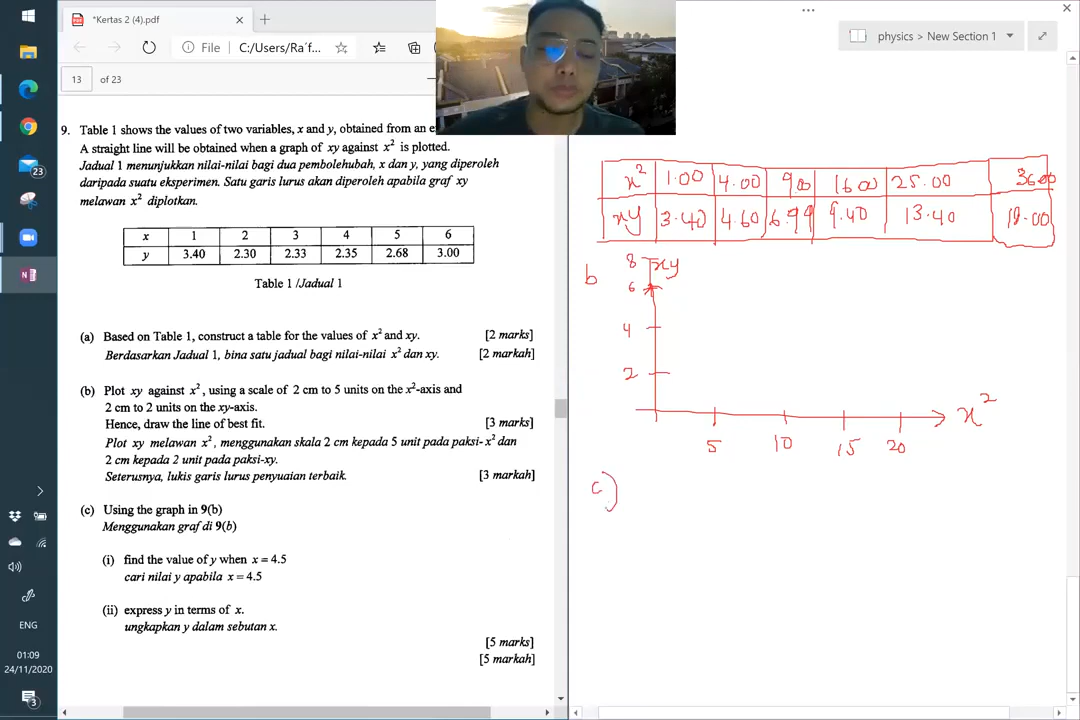 *Kertas 2 (4).pdf
File
C:/Users/Ra´f...
physics > New Section 1
13
of 23
9. Table 1 shows the values of two variables, x and y, obtained from an e
A straight line will be obtained when a graph of xy against x² is plotted.
Jadual 1 menunjukkan nilai-nilai bagi dua pembolehubah, x dan y, yang diperoleh
daripada suatu eksperimen. Satu garis lurus akan diperoleh apabila graf xy
melawan x² diplotkan.
x 1 2 3 4 5 6
y 3.40 2.30 2.33 2.35 2.68 3.00
Table 1 /Jadual 1
(a) Based on Table 1, construct a table for the values of x² and xy. [2 marks]
Berdasarkan Jadual 1, bina satu jadual bagi nilai-nilai x² dan xy. [2 markah]
(b) Plot xy against x², using a scale of 2 cm to 5 units on the x²-axis and
2 cm to 2 units on the xy-axis.
Hence, draw the line of best fit. [3 marks]
Plot xy melawan x², menggunakan skala 2 cm kepada 5 unit pada paksi-x² dan
2 cm kepada 2 unit pada paksi-xy.
Seterusnya, lukis garis lurus penyuaian terbaik. [3 markah]
(c) Using the graph in 9(b)
Menggunakan graf di 9(b)
(i) find the value of y when x = 4.5
cari nilai y apabila x = 4.5
(ii) express y in terms of x.
ungkapkan y dalam sebutan x.
[5 marks]
[5 markah]
x² 1.00 4.00 9.00 16.00 25.00 36.00
xy 3.40 4.60 6.99 9.40 13.40 18.00
b
8 xy
6
4
2
x²
5 10 15 20
c)
23
ENG
01:09
24/11/2020
3